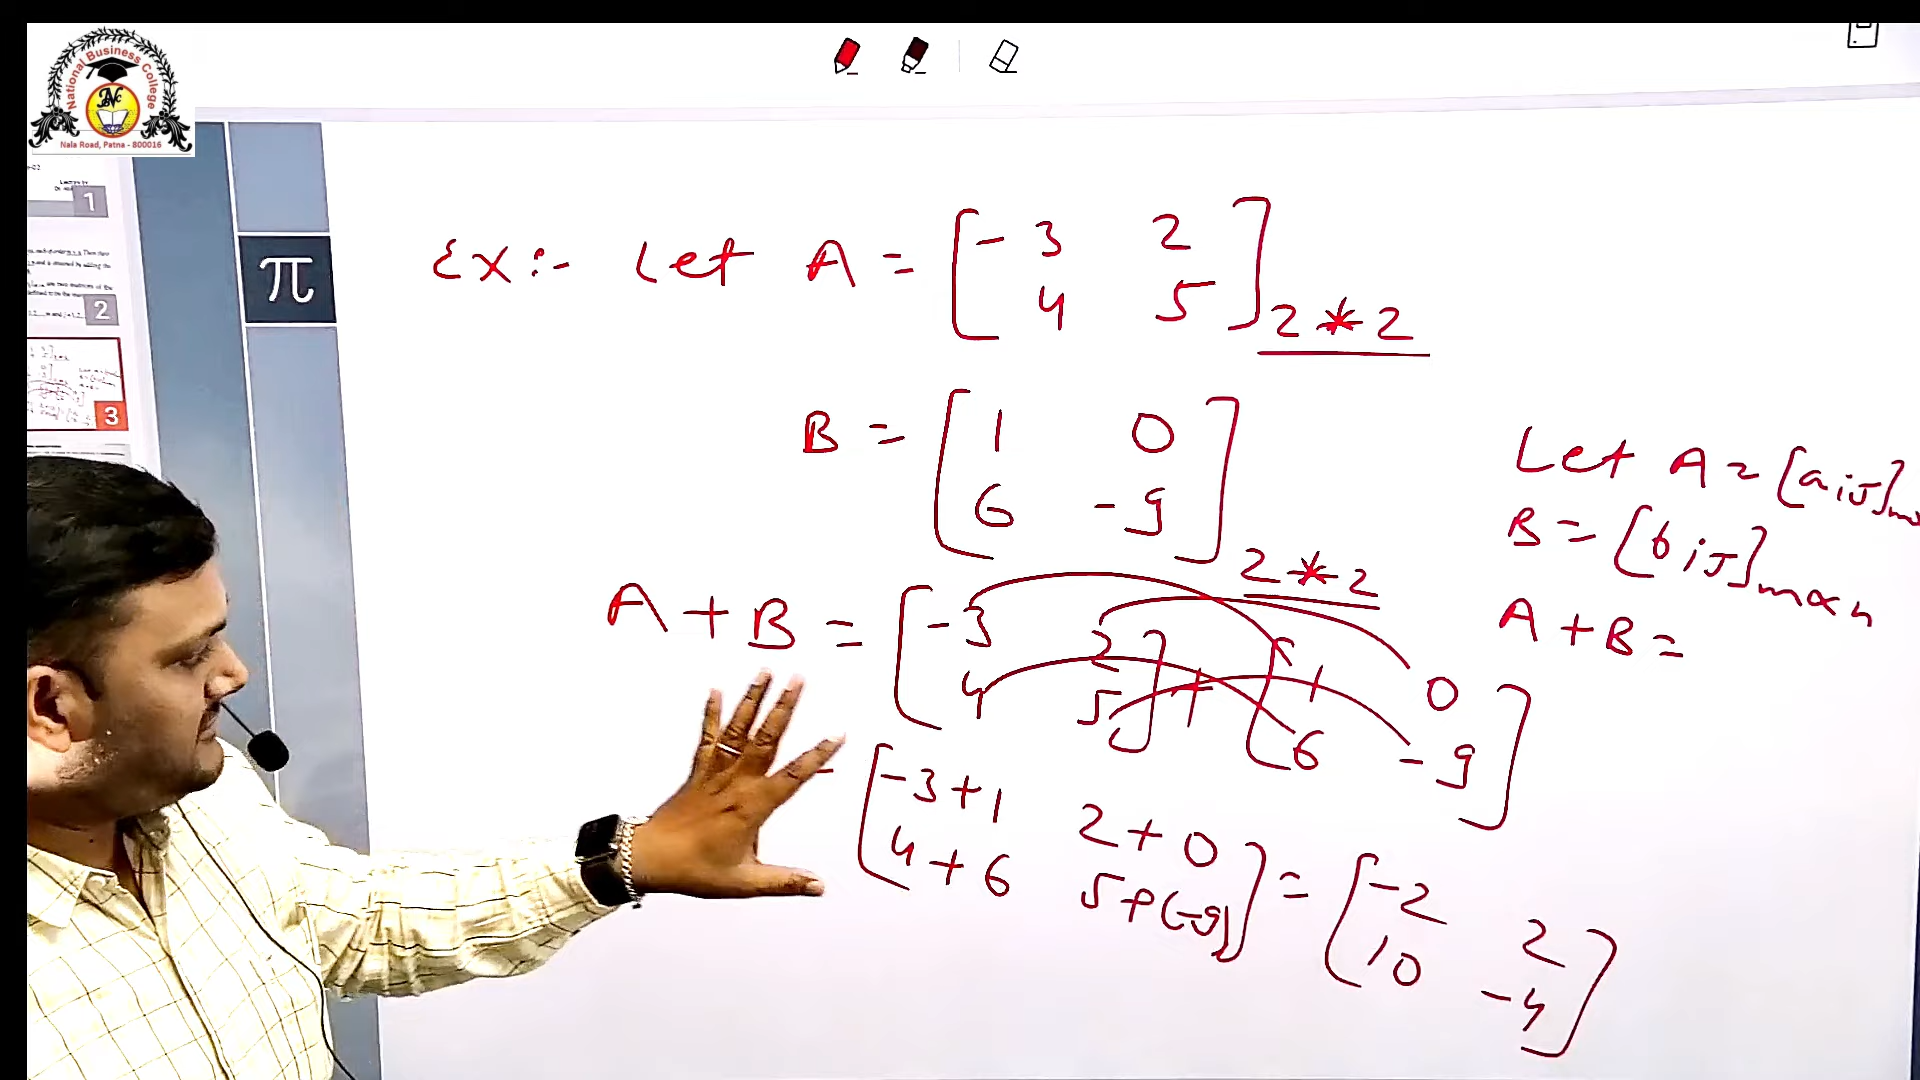 National Business College
NBC
Nala Road, Patna - 800016
1
2
3
π
Ex:- Let A = [ -3 2
4 5 ] 2*2
B = [ 1 0
6 -9 ] 2*2
A + B = [ -3 2
4 5 ] + [ 1 0
6 -9 ]
= [ -3+1 2+0
4+6 5+(-9) ] = [ -2 2
10 -4 ]
Let A = [aij]m
B = [bij]m×n
A + B =